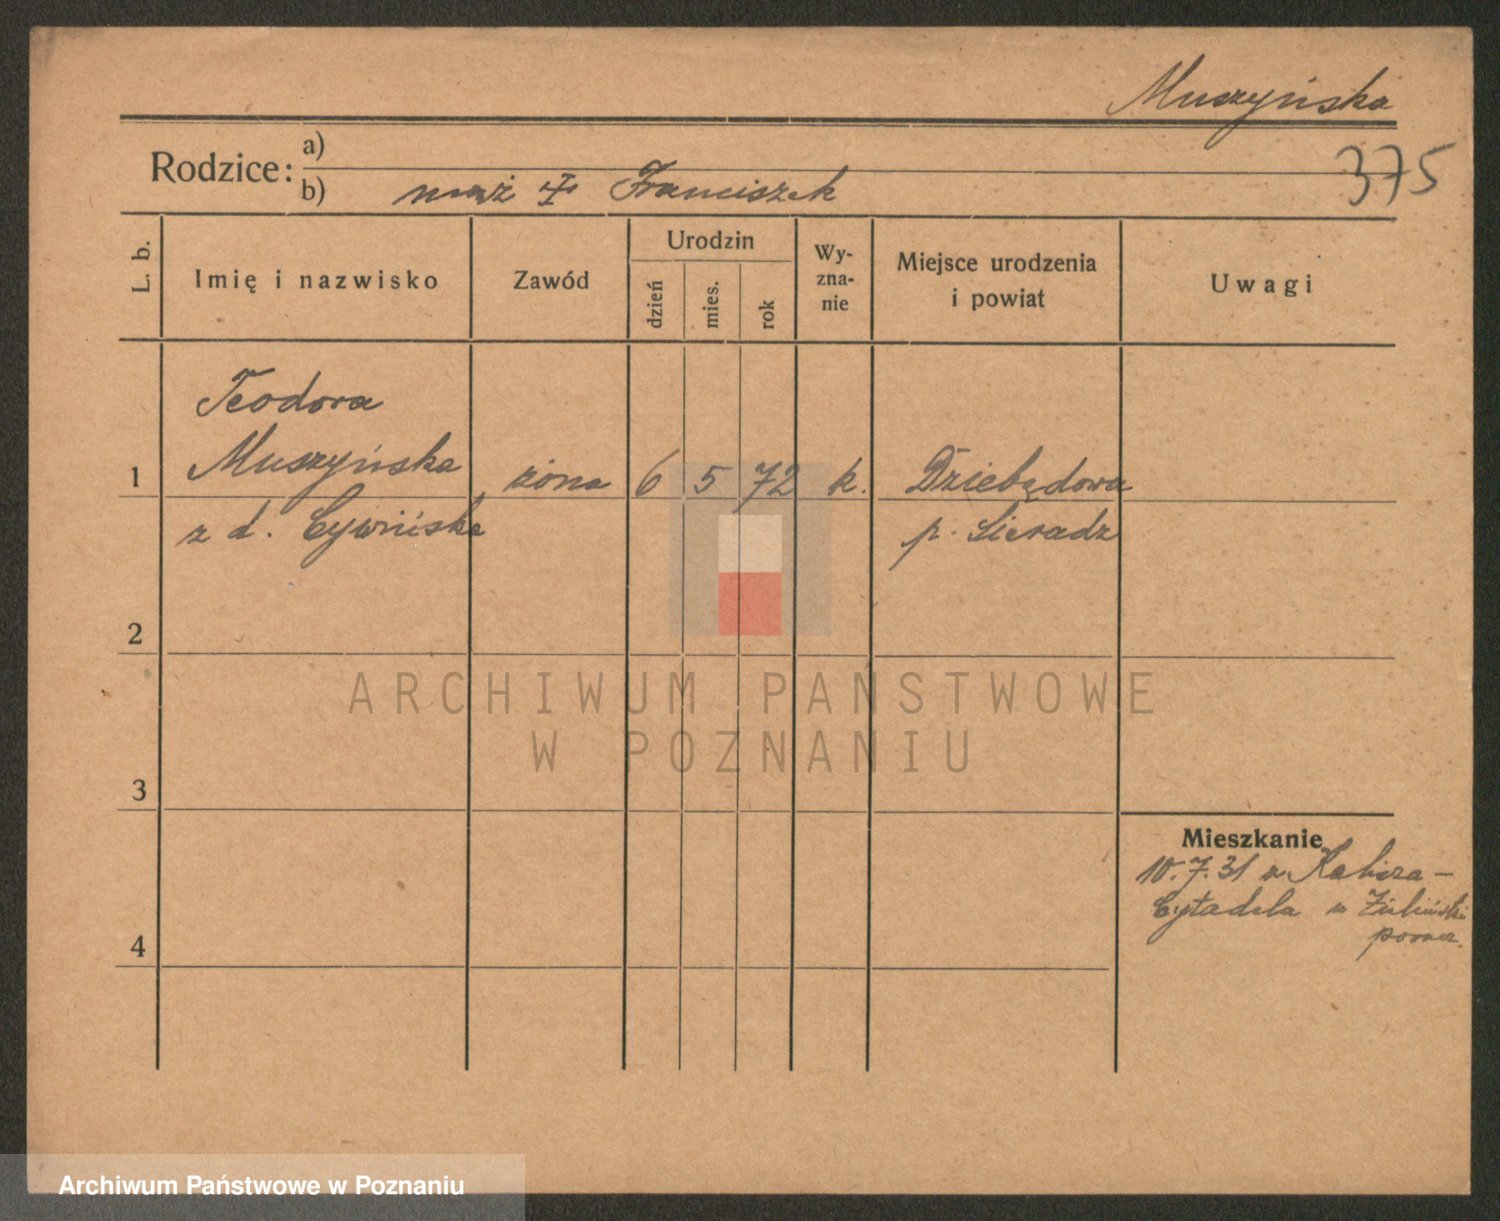 Muszyńska
375
Rodzice:
a)
b) mąż Franciszek
L. b.
Imię i nazwisko
Zawód
Urodzin
dzień
mies.
rok
Wy-
zna-
nie
Miejsce urodzenia
i powiat
Uwagi
Teodora
1 Muszyńska żona 6 5 72 k.
z d. Cywińska p. Sieradz
2
3
4
Mieszkanie
10.7.31 z Kalisza –
Cytadela
ARCHIWUM PAŃSTWOWE
W POZNANIU
Archiwum Państwowe w Poznaniu